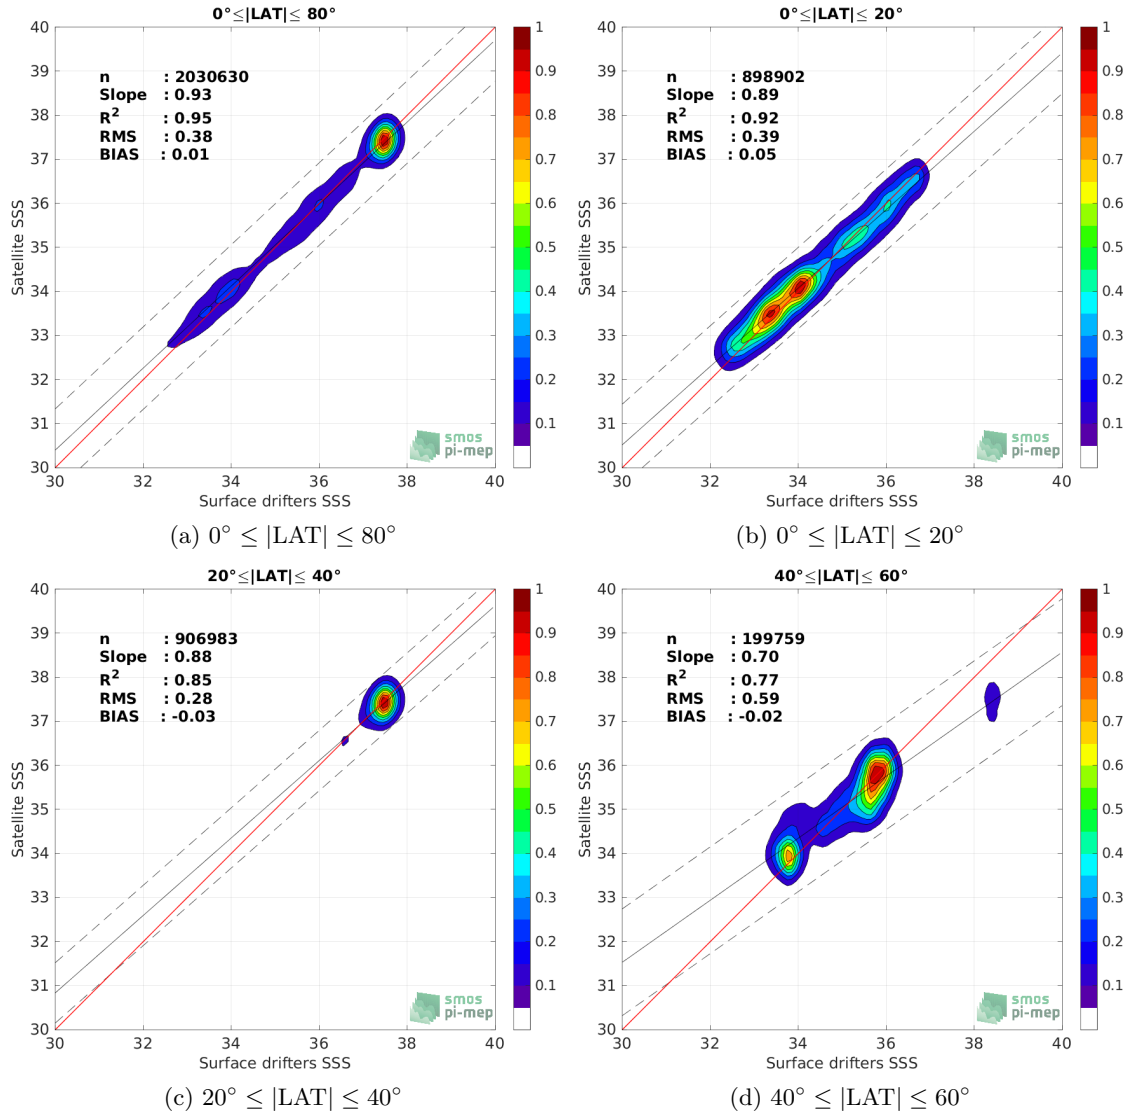 0°≤|LAT|≤ 80°
40
39
38
37
36
35
34
33
32
31
30
Satellite SSS
n : 2030630
Slope : 0.93
R² : 0.95
RMS : 0.38
BIAS : 0.01
smos
pi-mep
30 32 34 36 38 40
Surface drifters SSS
1
0.9
0.8
0.7
0.6
0.5
0.4
0.3
0.2
0.1
(a) 0° ≤ |LAT| ≤ 80°
0°≤|LAT|≤ 20°
40
39
38
37
36
35
34
33
32
31
30
Satellite SSS
n : 898902
Slope : 0.89
R² : 0.92
RMS : 0.39
BIAS : 0.05
smos
pi-mep
30 32 34 36 38 40
Surface drifters SSS
1
0.9
0.8
0.7
0.6
0.5
0.4
0.3
0.2
0.1
(b) 0° ≤ |LAT| ≤ 20°
20°≤|LAT|≤ 40°
40
39
38
37
36
35
34
33
32
31
30
Satellite SSS
n : 906983
Slope : 0.88
R² : 0.85
RMS : 0.28
BIAS : -0.03
smos
pi-mep
30 32 34 36 38 40
Surface drifters SSS
1
0.9
0.8
0.7
0.6
0.5
0.4
0.3
0.2
0.1
(c) 20° ≤ |LAT| ≤ 40°
40°≤|LAT|≤ 60°
40
39
38
37
36
35
34
33
32
31
30
Satellite SSS
n : 199759
Slope : 0.70
R² : 0.77
RMS : 0.59
BIAS : -0.02
smos
pi-mep
30 32 34 36 38 40
Surface drifters SSS
1
0.9
0.8
0.7
0.6
0.5
0.4
0.3
0.2
0.1
(d) 40° ≤ |LAT| ≤ 60°